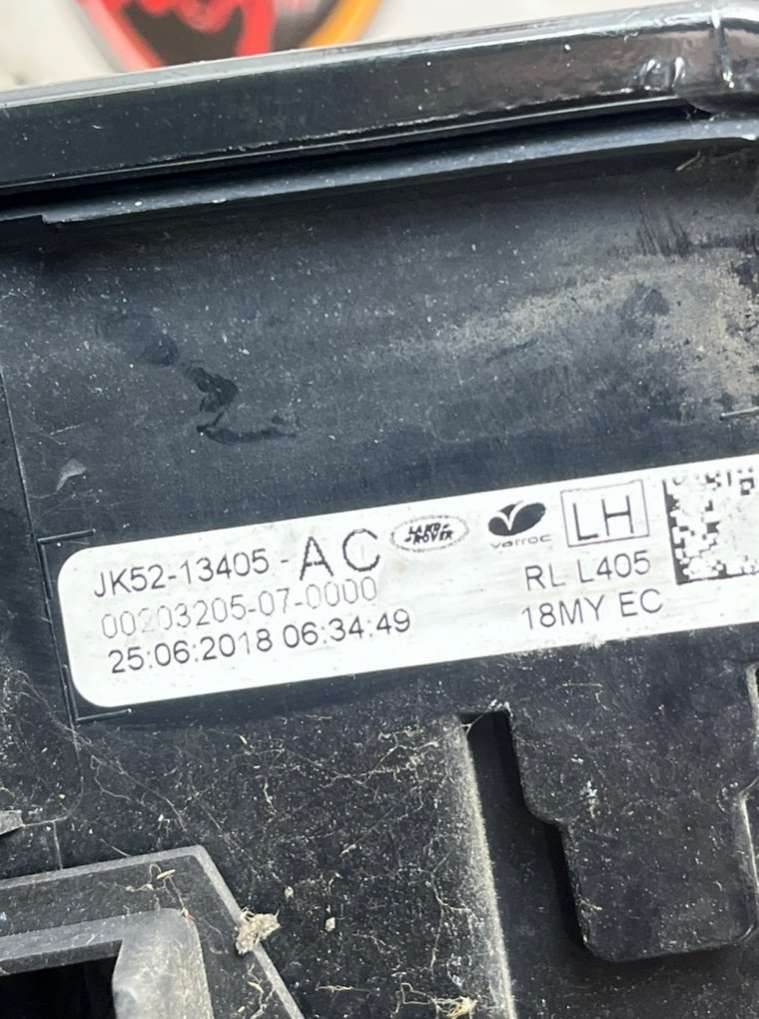 JK52-13405-AC
LAND ROVER
varroc
LH
00203205-07-0000
RL L405
25:06:2018 06:34:49
18MY EC